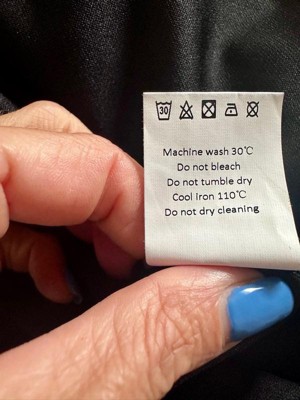 30
Machine wash 30℃
Do not bleach
Do not tumble dry
Cool iron 110℃
Do not dry cleaning